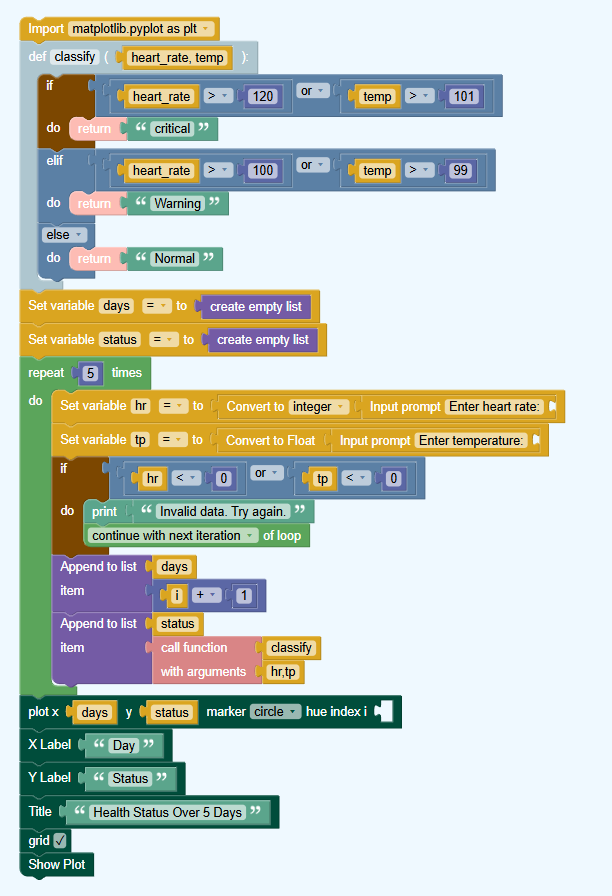 Import matplotlib.pyplot as plt
def classify ( heart_rate, temp ):
if heart_rate > 120 or temp > 101
do return “ critical ”
elif heart_rate > 100 or temp > 99
do return “ Warning ”
else
do return “ Normal ”
Set variable days = to create empty list
Set variable status = to create empty list
repeat 5 times
do Set variable hr = to Convert to integer Input prompt Enter heart rate:
Set variable tp = to Convert to Float Input prompt Enter temperature:
if hr < 0 or tp < 0
do print “ Invalid data. Try again. ”
continue with next iteration of loop
Append to list days
item i + 1
Append to list status
item call function classify
with arguments hr,tp
plot x days y status marker circle hue index i
X Label “ Day ”
Y Label “ Status ”
Title “ Health Status Over 5 Days ”
grid
Show Plot